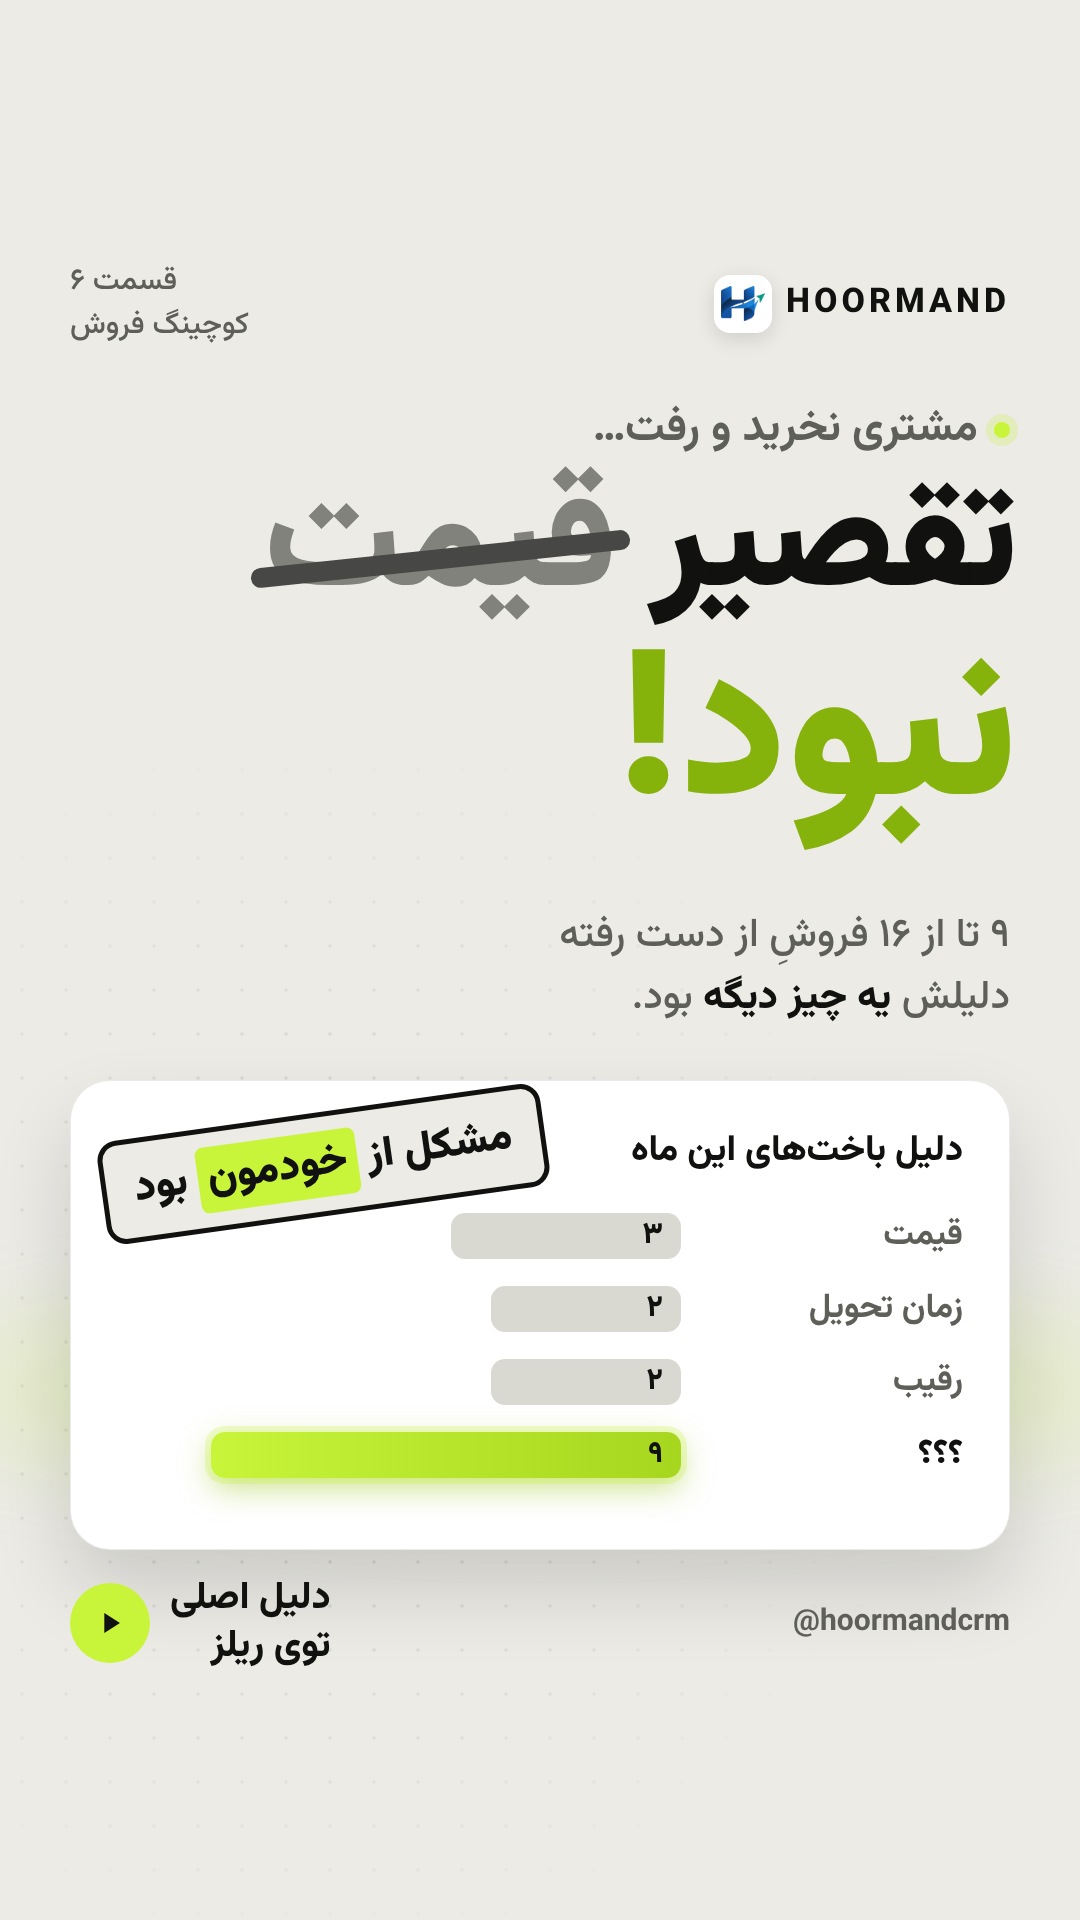 HOORMAND
قسمت ۶
کوچینگ فروش
مشتری نخرید و رفت...
تقصیر قیمت
نبود!
۹ تا از ۱۶ فروشِ از دست رفته
دلیلش یه چیز دیگه بود.
دلیل باخت‌های این ماه
مشکل از خودمون بود
قیمت ۳
زمان تحویل ۲
رقیب ۲
؟؟؟ ۹
@hoormandcrm
دلیل اصلی
توی ریلز